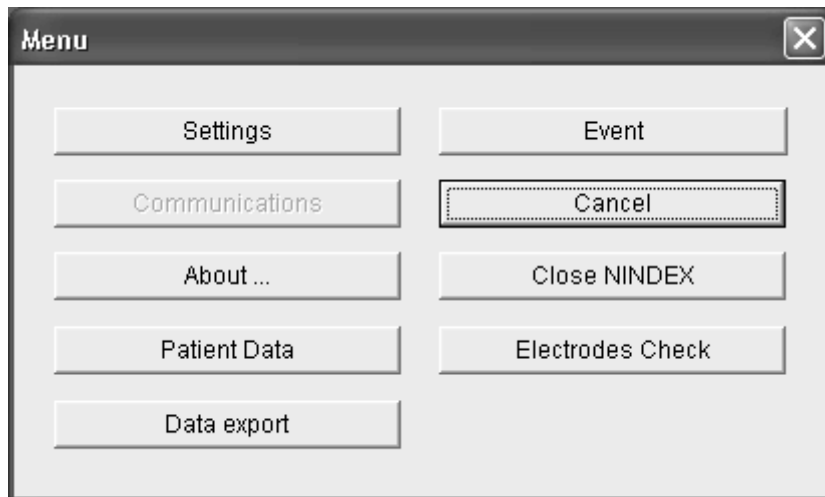 Menu
Settings
Event
Communications
Cancel
About ...
Close NINDEX
Patient Data
Electrodes Check
Data export